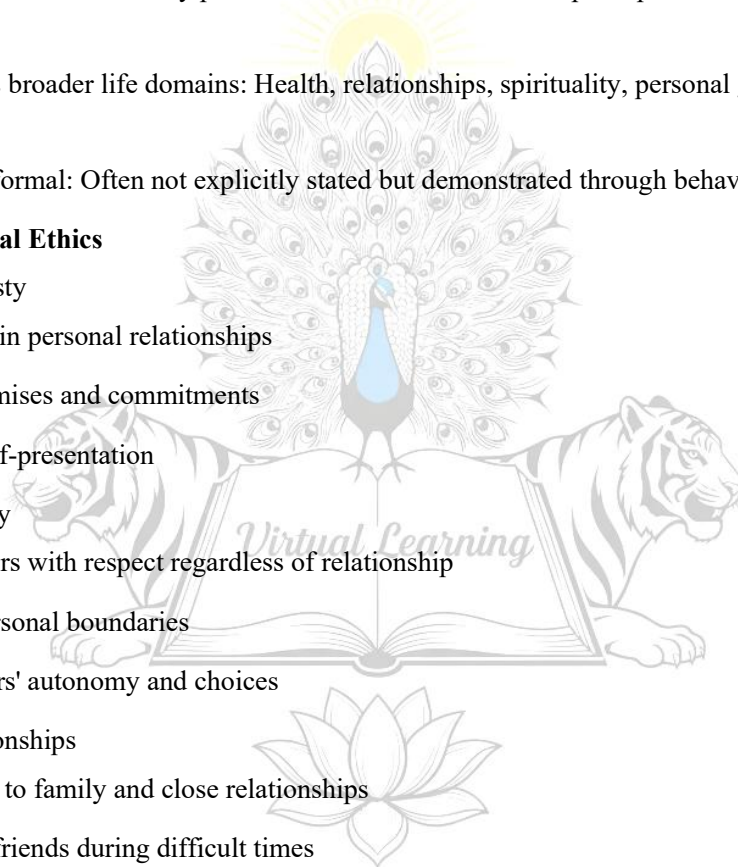 broader life domains: Health, relationships, spirituality, personal
formal: Often not explicitly stated but demonstrated through behav
al Ethics
sty
in personal relationships
mises and commitments
f-presentation
y
Virtual Learning
rs with respect regardless of relationship
rsonal boundaries
rs' autonomy and choices
onships
to family and close relationships
friends during difficult times